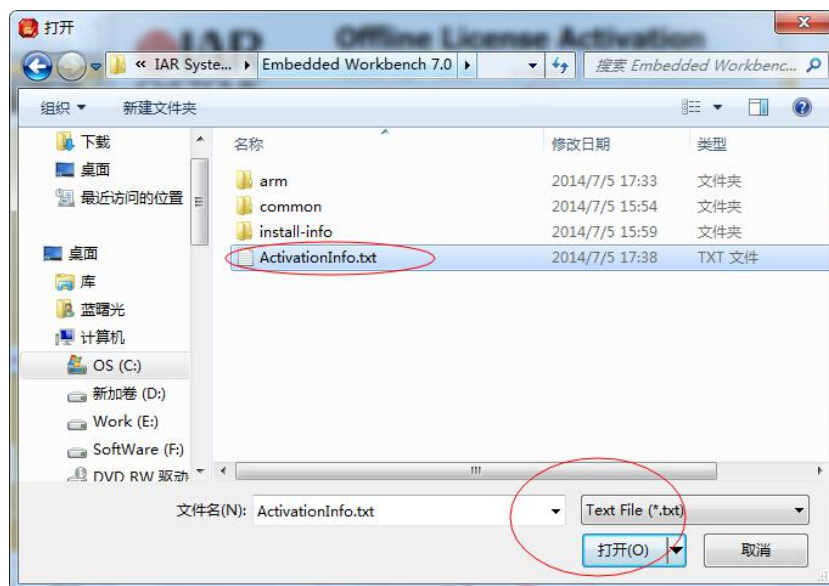 打开
IAR
Offline License Activation
« IAR Syste... ▸ Embedded Workbench 7.0 ▸
搜索 Embedded Workbenc...
组织
新建文件夹
下载
桌面
最近访问的位置
桌面
库
蓝曙光
计算机
OS (C:)
新加卷 (D:)
Work (E:)
SoftWare (F:)
DVD RW 驱动
名称 修改日期 类型
arm 2014/7/5 17:33 文件夹
common 2014/7/5 15:54 文件夹
install-info 2014/7/5 15:59 文件夹
ActivationInfo.txt 2014/7/5 17:38 TXT 文件
文件名(N): ActivationInfo.txt
Text File (*.txt)
打开(O)
取消